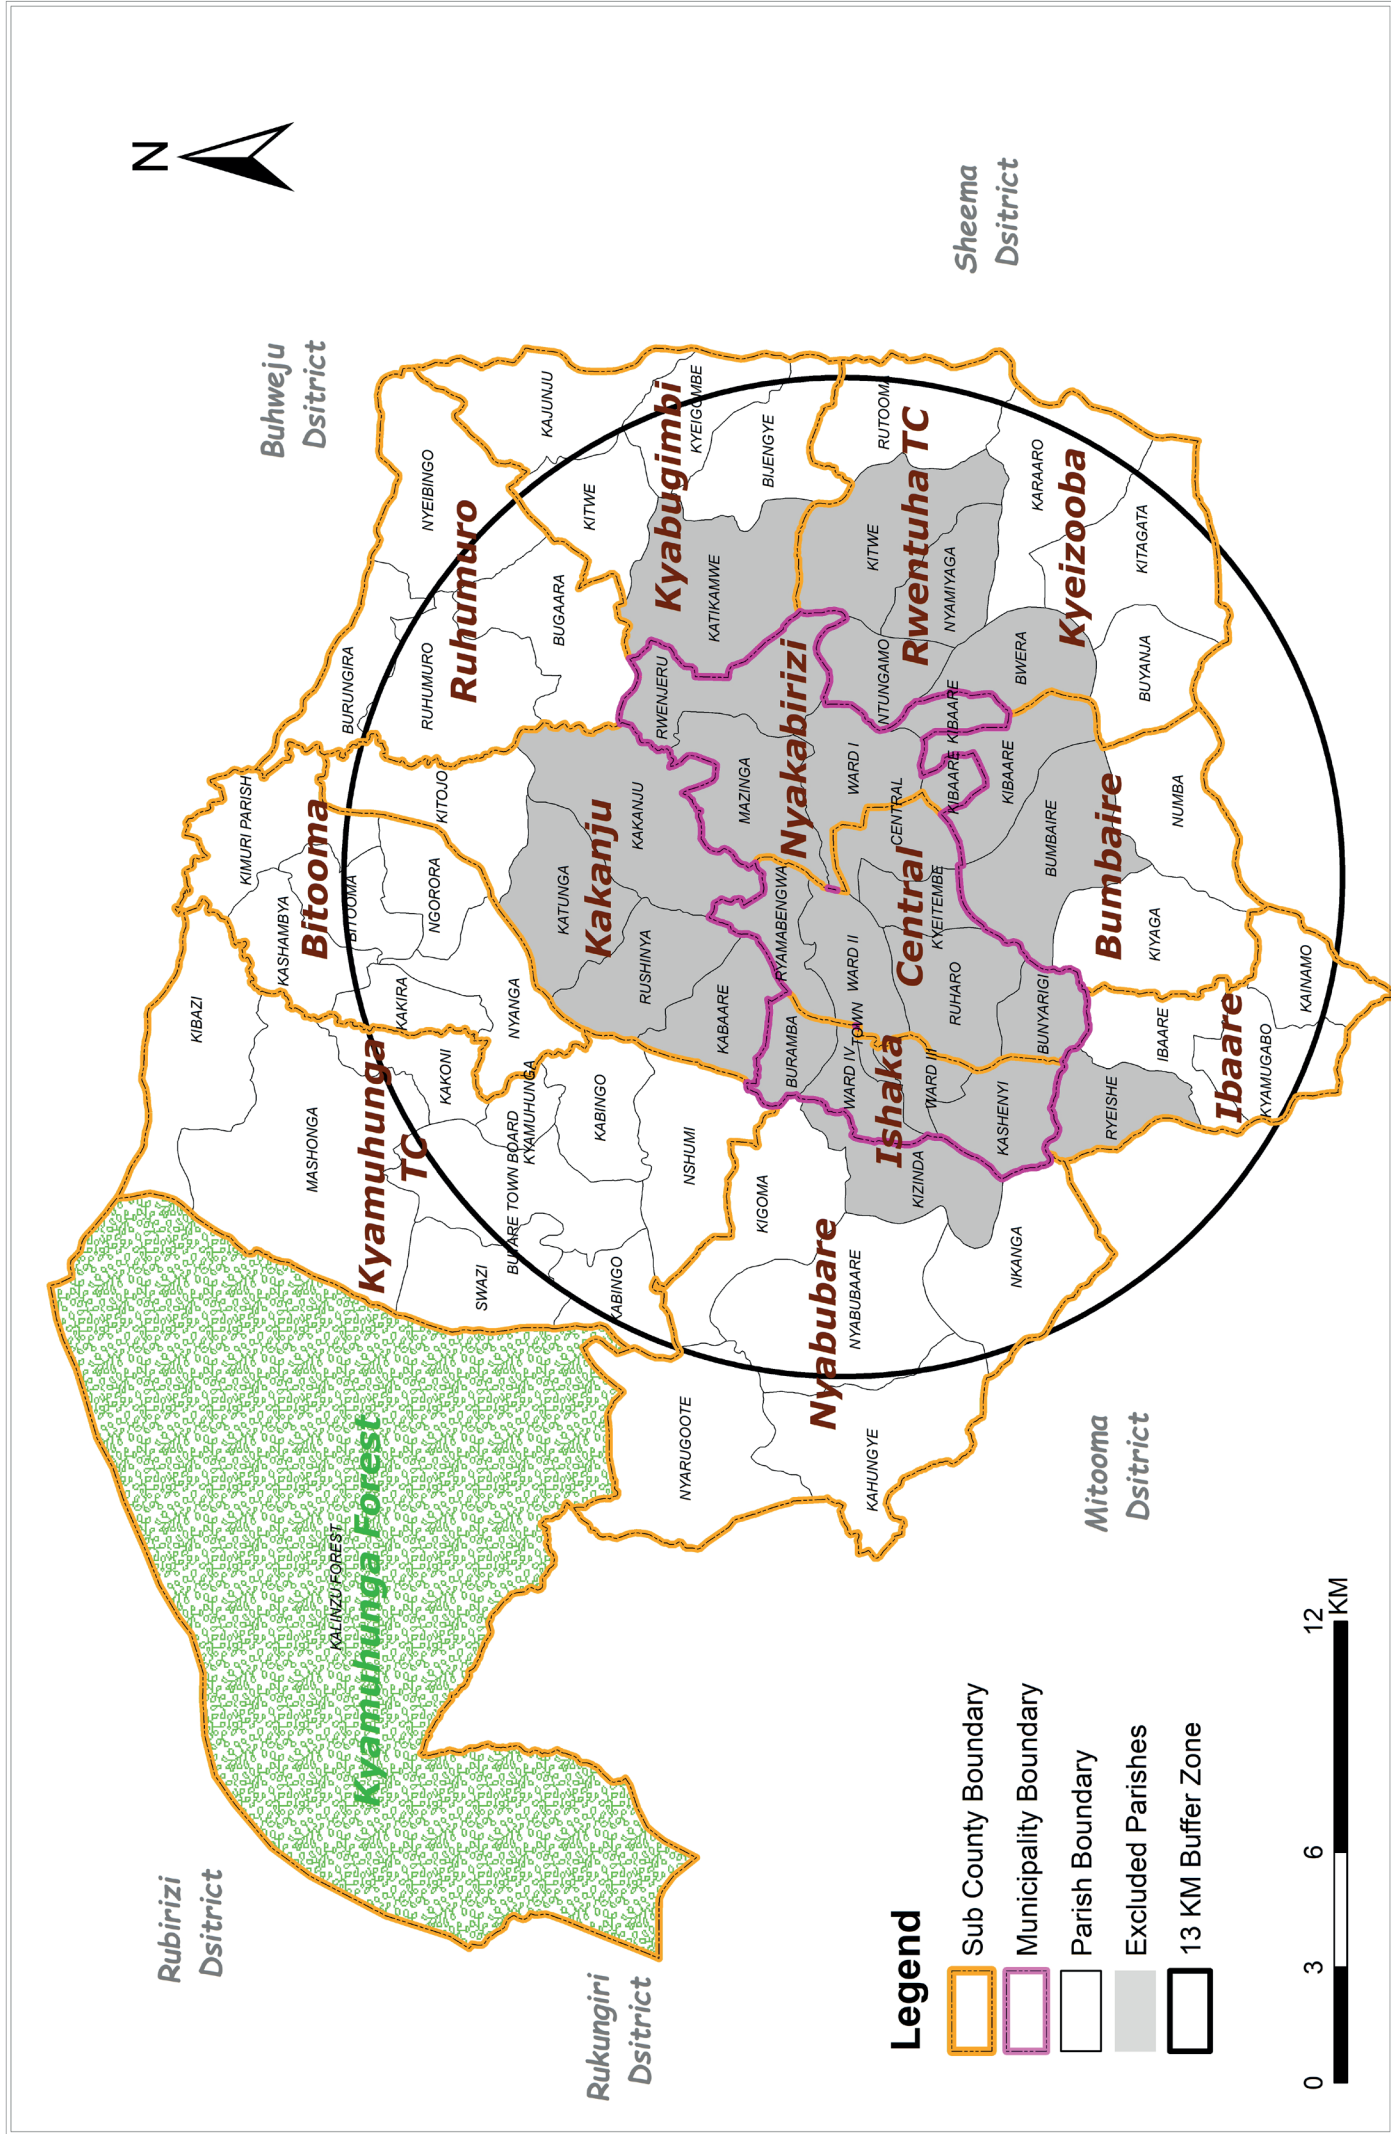 N
Buhweju
Dsitrict
Sheema
Dsitrict
Rubirizi
Dsitrict
Rukungiri
Dsitrict
Mitooma
Dsitrict
Kyamuhunga Forest
KALINZU FOREST
Kyamuhunga
TC
KIBAZI
MASHONGA
KAKONI
SWAZI
BUTARE TOWN BOARD
KYAMUHUNGA
KABINGO
KABINGO
NSHUMI
Bitooma
KIMURI PARISH
KASHAMBYA
BITOOMA
KITOJO
NGORORA
KAKIRA
NYANGA
Ruhumuro
NYEIBINGO
BURUNGIRA
RUHUMURO
BUGAARA
Kyabugimbi
KAJUNJU
KITWE
KYEIGOMBE
BIJENGYE
KATIKAMWE
Kakanju
KATUNGA
KAKANJU
RUSHINYA
KABAARE
Nyakabirizi
RWENJERU
MAZINGA
WARD I
Rwentuha TC
RUTOOMA
KITWE
NYAMIYAGA
NTUNGAMO
Kyeizooba
KARAARO
KITAGATA
BWERA
BUYANJA
Central
CENTRAL
RYAMABENGWA
WARD II
KYEITEMBE
TOWN
RUHARO
BUNYARIGI
KIBAARE
KIBAARE
KIBAARE
Ishaka
BURAMBA
WARD IV
WARD III
KASHENYI
Bumbaire
BUMBAIRE
NUMBA
KIYAGA
Ibaare
IBAARE
RYEISHE
KYAMUGABO
KAINAMO
Nyabubare
KIGOMA
KIZINDA
NYABUBAARE
NKANGA
NYARUGOOTE
KAHUNGYE
Legend
Sub County Boundary
Municipality Boundary
Parish Boundary
Excluded Parishes
13 KM Buffer Zone
0 3 6 12
KM